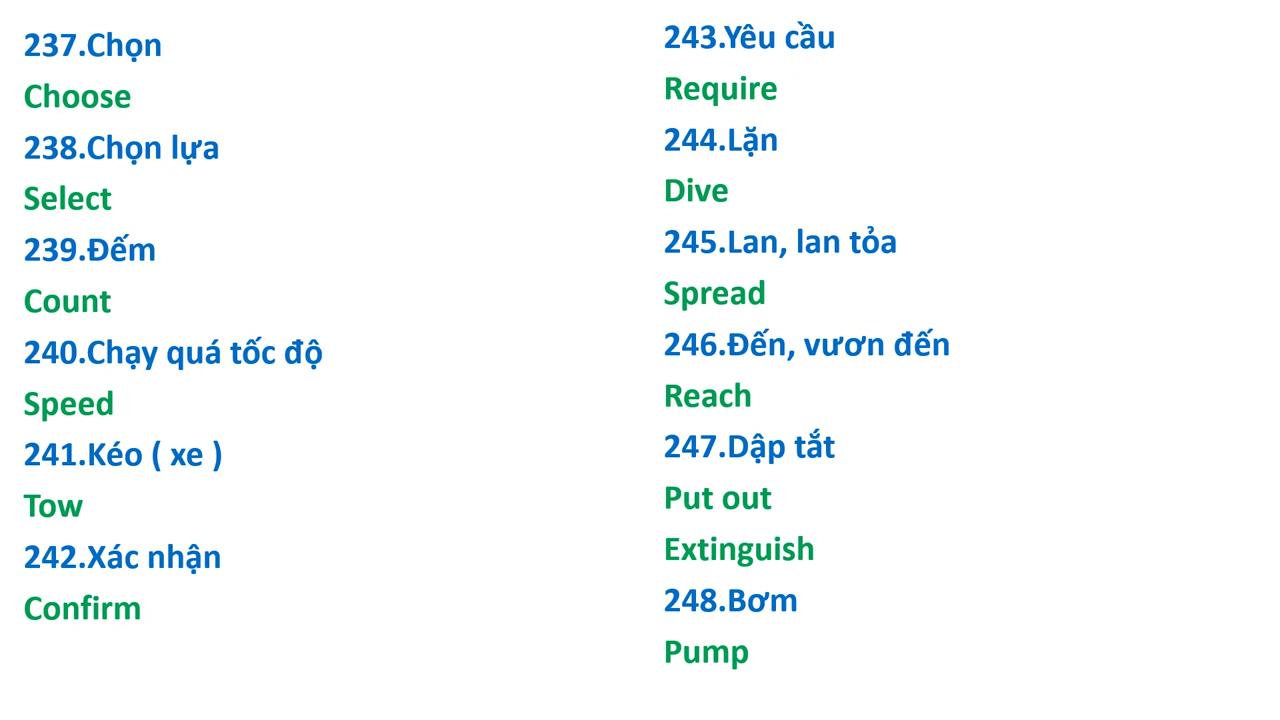 237.Chọn
Choose
238.Chọn lựa
Select
239.Đếm
Count
240.Chạy quá tốc độ
Speed
241.Kéo ( xe )
Tow
242.Xác nhận
Confirm
243.Yêu cầu
Require
244.Lặn
Dive
245.Lan, lan tỏa
Spread
246.Đến, vươn đến
Reach
247.Dập tắt
Put out
Extinguish
248.Bơm
Pump